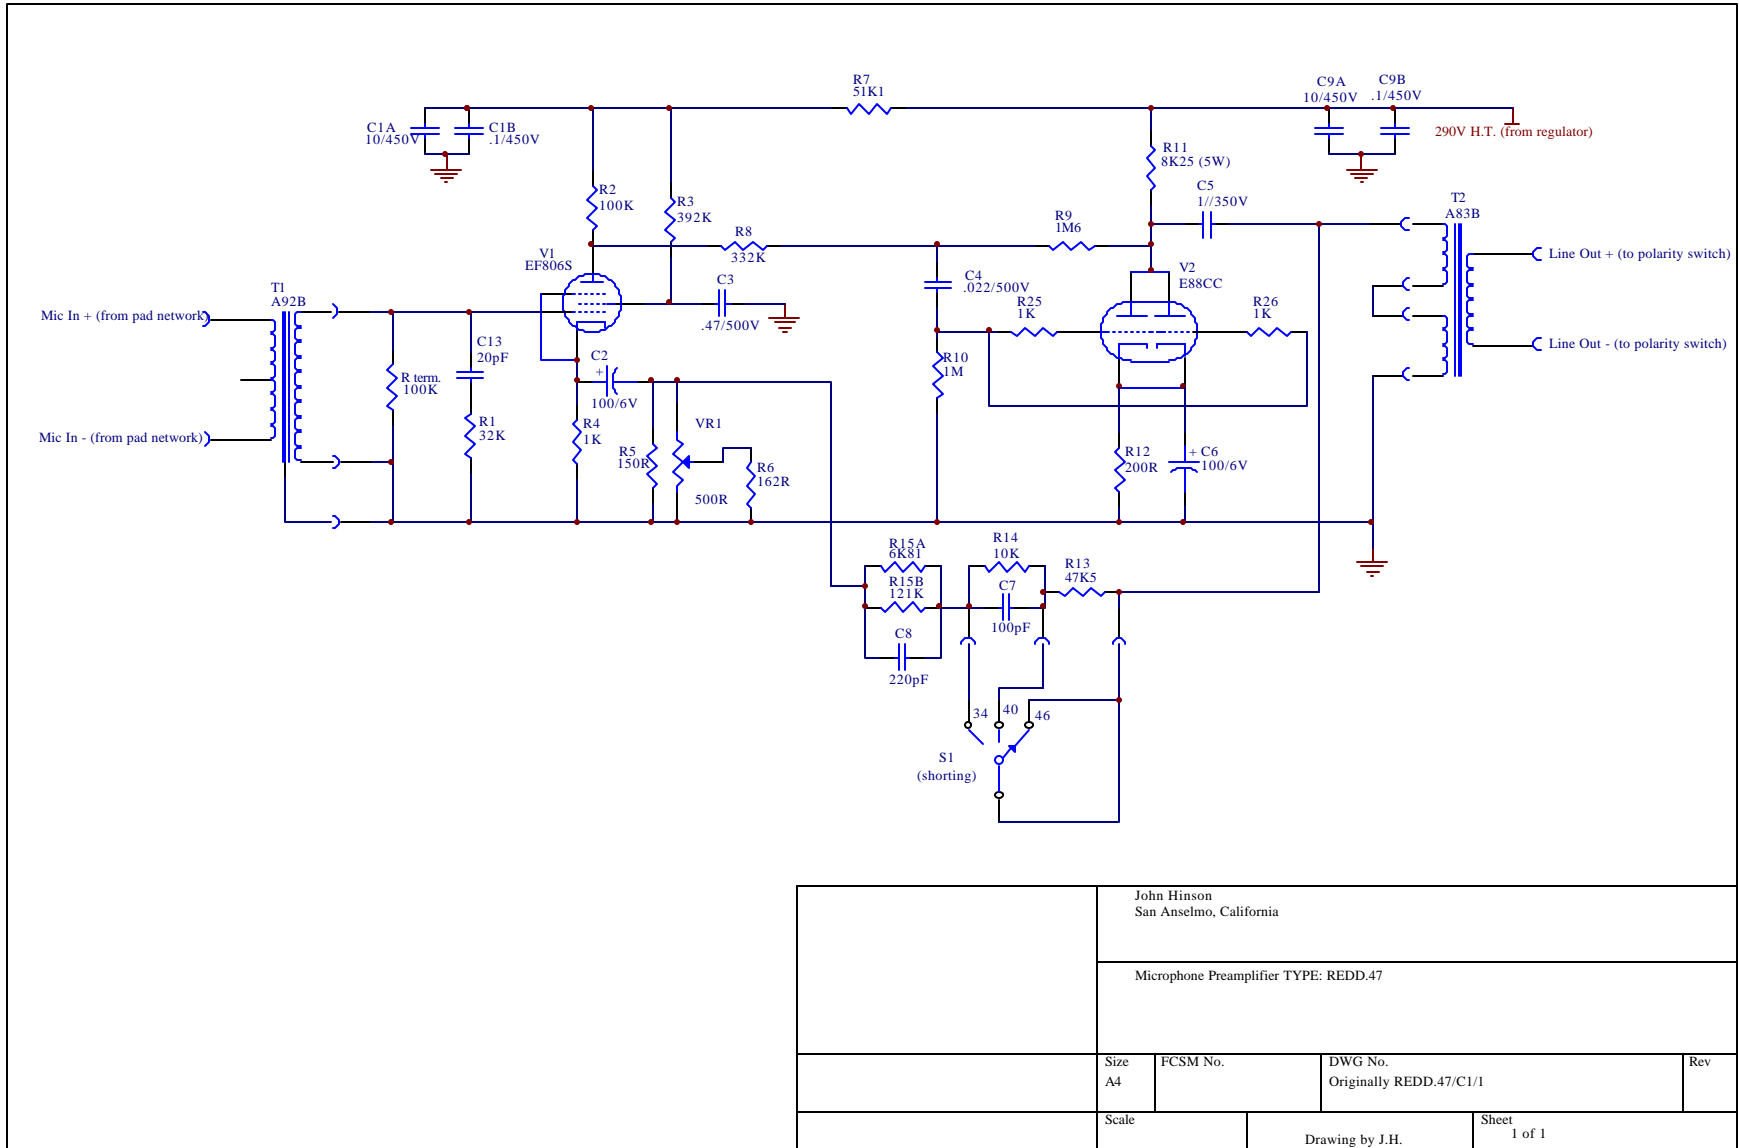 R7
51K1
C9A
10/450V
C9B
.1/450V
C1A
10/450V
C1B
.1/450V
290V H.T. (from regulator)
R11
8K25 (5W)
R2
100K
R3
392K
C5
1//350V
T2
A83B
R9
1M6
R8
332K
V1
EF806S
Line Out + (to polarity switch)
V2
E88CC
C3
.47/500V
C4
.022/500V
T1
A92B
R25
1K
R26
1K
Mic In + (from pad network)
C13
20pF
Line Out - (to polarity switch)
C2
+
100/6V
R10
1M
R term.
100K
R1
32K
R4
1K
VR1
500R
R5
150R
R6
162R
R12
200R
+ C6
100/6V
Mic In - (from pad network)
R15A
6K81
R14
10K
R13
47K5
R15B
121K
C7
100pF
C8
220pF
34
40
46
S1
(shorting)
John Hinson
San Anselmo, California
Microphone Preamplifier TYPE: REDD.47
Size
A4
FCSM No.
DWG No.
Originally REDD.47/C1/1
Rev
Scale
Drawing by J.H.
Sheet
1 of 1